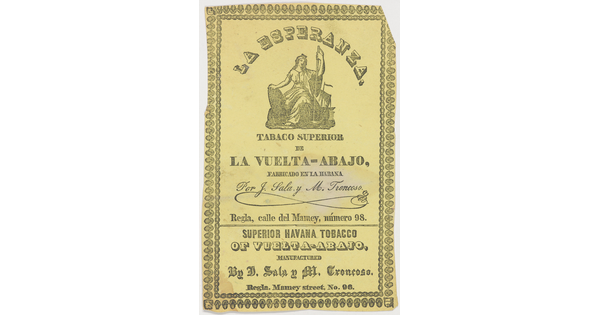 LA ESPERANZA,
TABACO SUPERIOR
DE
LA VUELTA-ABAJO,
FABRICADO EN LA HABANA
Por J. Sala y M. Troncoso.
Regla, calle del Mamey, número 98.
SUPERIOR HAVANA TOBACCO
OF VUELTA-ABAJO,
MANUFACTURED
By J. Sala y M. Troncoso.
Regla. Mamey street, No. 96.